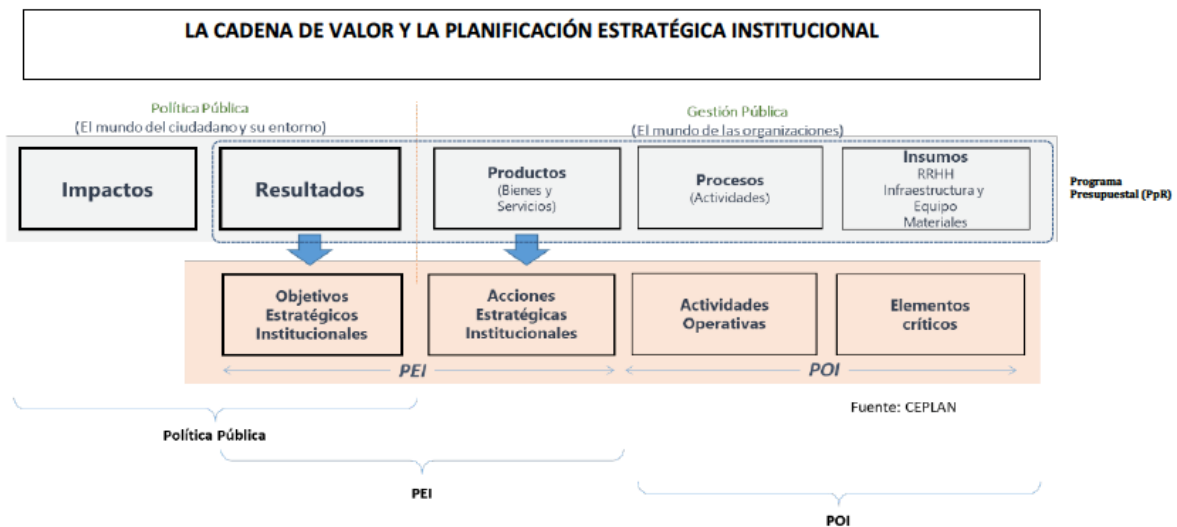 LA CADENA DE VALOR Y LA PLANIFICACIÓN ESTRATÉGICA INSTITUCIONAL
Política Pública
(El mundo del ciudadano y su entorno)
Gestión Pública
(El mundo de las organizaciones)
Impactos
Resultados
Productos
(Bienes y
Servicios)
Procesos
(Actividades)
Insumos
RRHH
Infraestructura y
Equipo
Materiales
Programa
Presupuestal (PpR)
Objetivos
Estratégicos
Institucionales
Acciones
Estratégicas
Institucionales
Actividades
Operativas
Elementos
críticos
PEI
POI
Fuente: CEPLAN
Política Pública
PEI
POI